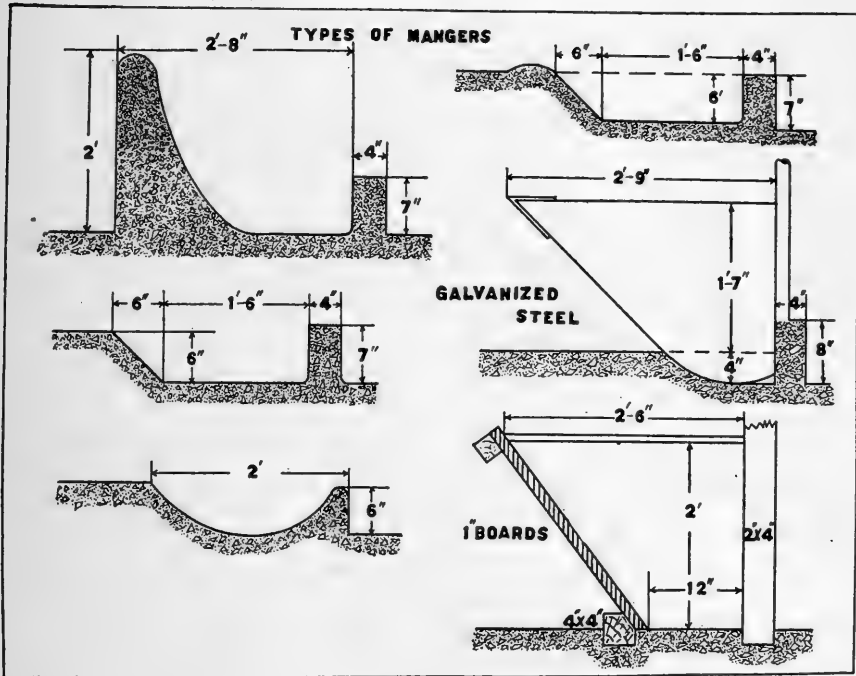 TYPES OF MANGERS
2'-8"
2'
4"
7"
6" 1'-6" 4"
6'
7"
2'-9"
1'-7"
GALVANIZED
STEEL
4"
4"
8"
6" 1'-6" 4"
6"
7"
2'
6"
2'-6"
2'
1" BOARDS
2"X4"
12"
4"X4"